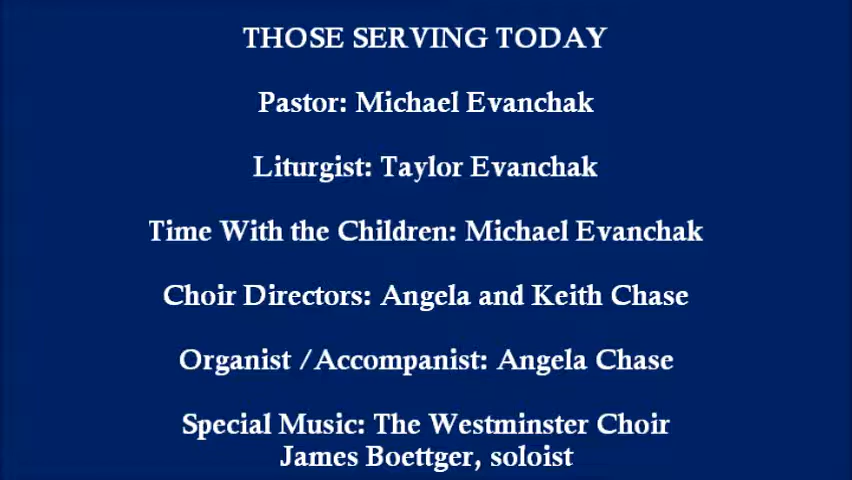 THOSE SERVING TODAY
Pastor: Michael Evanchak
Liturgist: Taylor Evanchak
Time With the Children: Michael Evanchak
Choir Directors: Angela and Keith Chase
Organist /Accompanist: Angela Chase
Special Music: The Westminster Choir
James Boettger, soloist